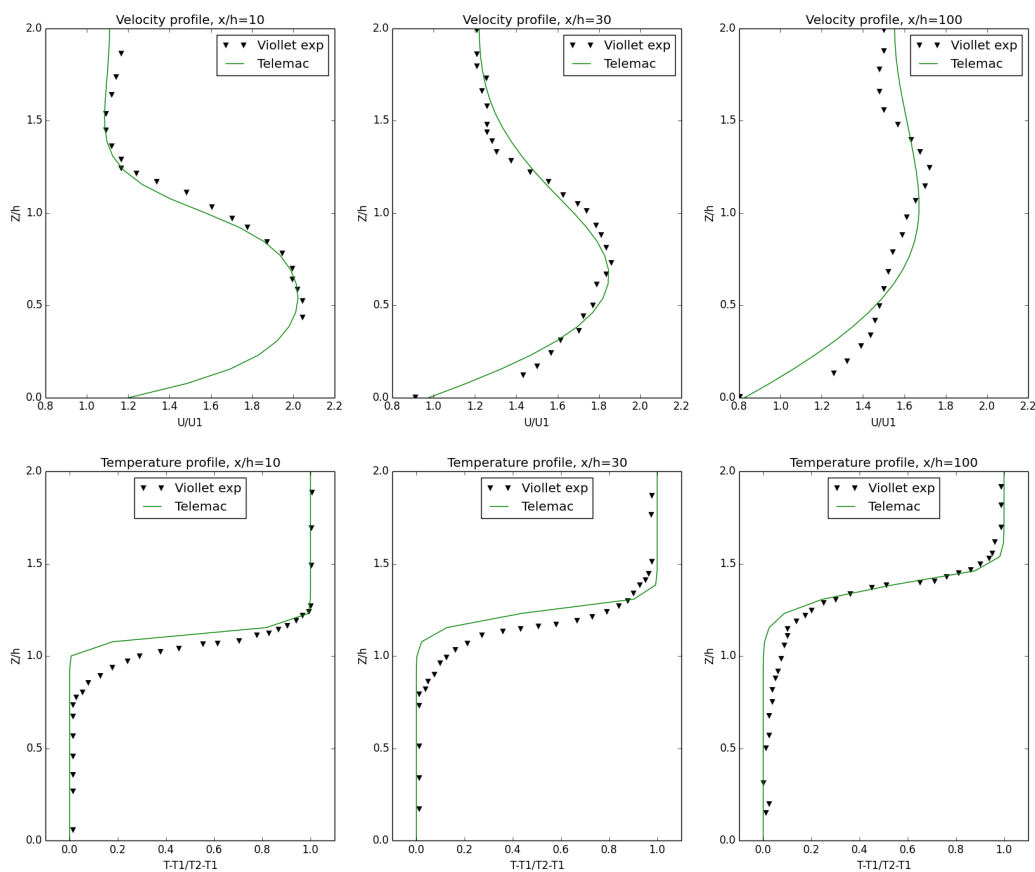 Velocity profile, x/h=10
Viollet exp
Telemac
Z/h
2.0
1.5
1.0
0.5
0.0
0.8 1.0 1.2 1.4 1.6 1.8 2.0 2.2
U/U1
Velocity profile, x/h=30
Viollet exp
Telemac
Z/h
2.0
1.5
1.0
0.5
0.0
0.8 1.0 1.2 1.4 1.6 1.8 2.0 2.2
U/U1
Velocity profile, x/h=100
Viollet exp
Telemac
Z/h
2.0
1.5
1.0
0.5
0.0
0.8 1.0 1.2 1.4 1.6 1.8 2.0 2.2
U/U1
Temperature profile, x/h=10
Viollet exp
Telemac
Z/h
2.0
1.5
1.0
0.5
0.0
0.0 0.2 0.4 0.6 0.8 1.0
T-T1/T2-T1
Temperature profile, x/h=30
Viollet exp
Telemac
Z/h
2.0
1.5
1.0
0.5
0.0
0.0 0.2 0.4 0.6 0.8 1.0
T-T1/T2-T1
Temperature profile, x/h=100
Viollet exp
Telemac
Z/h
2.0
1.5
1.0
0.5
0.0
0.0 0.2 0.4 0.6 0.8 1.0
T-T1/T2-T1